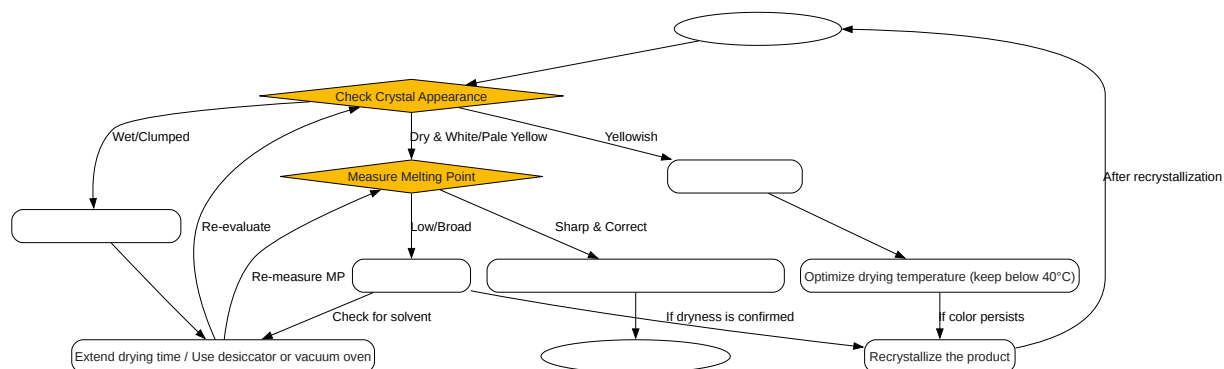 Check Crystal Appearance
Wet/Clumped
Dry & White/Pale Yellow
Yellowish
Measure Melting Point
After recrystallization
Re-evaluate
Low/Broad
Sharp & Correct
Re-measure MP
Optimize drying temperature (keep below 40°C)
Check for solvent
If dryness is confirmed
If color persists
Extend drying time / Use desiccator or vacuum oven
Recrystallize the product